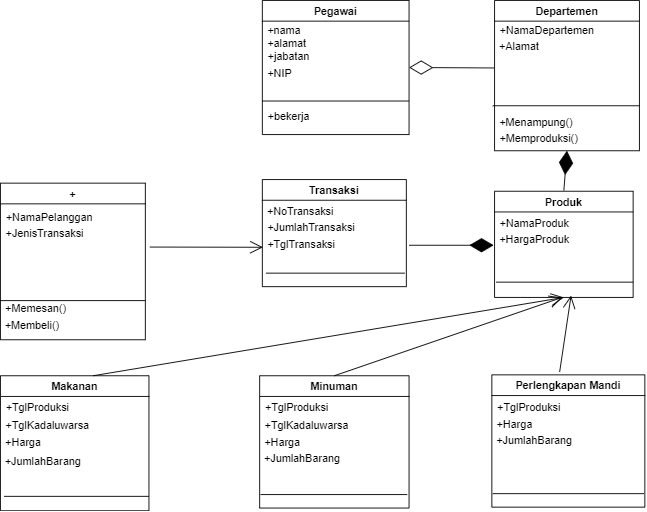 Pegawai
+nama
+alamat
+jabatan
+NIP
+bekerja
Departemen
+NamaDepartemen
+Alamat
+Menampung()
+Memproduksi()
+
+NamaPelanggan
+JenisTransaksi
+Memesan()
+Membeli()
Transaksi
+NoTransaksi
+JumlahTransaksi
+TglTransaksi
Produk
+NamaProduk
+HargaProduk
Makanan
+TglProduksi
+TglKadaluwarsa
+Harga
+JumlahBarang
Minuman
+TglProduksi
+TglKadaluwarsa
+Harga
+JumlahBarang
Perlengkapan Mandi
+TglProduksi
+Harga
+JumlahBarang